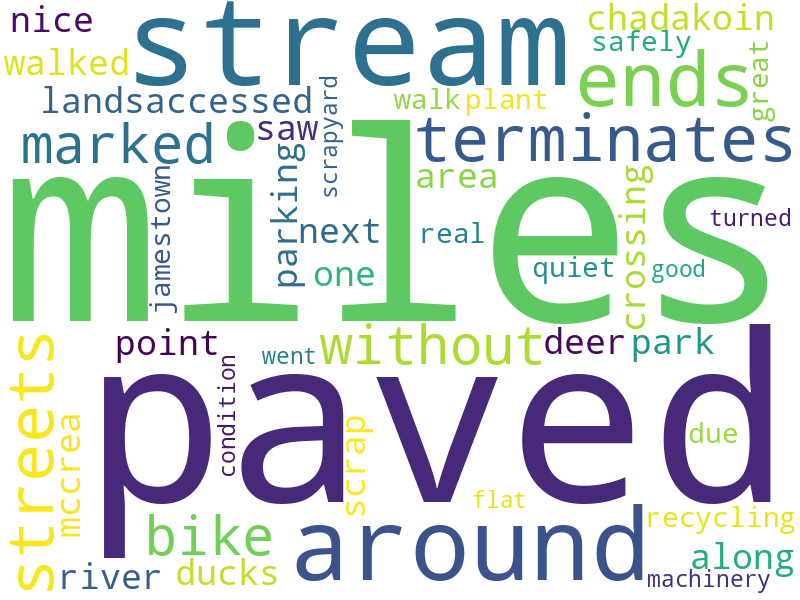 nice
stream
chadakoin
walked
safely
ends
great
landsaccessed
scrapyard
walk
plant
marked
saw
terminates
miles
jamestown
parking
next
area
crossing
real
turned
one
quiet
good
streets
point
went
without
deer
park
paved
condition
mccrea
scrap
due
flat
bike
around
recycling
river
ducks
along
machinery